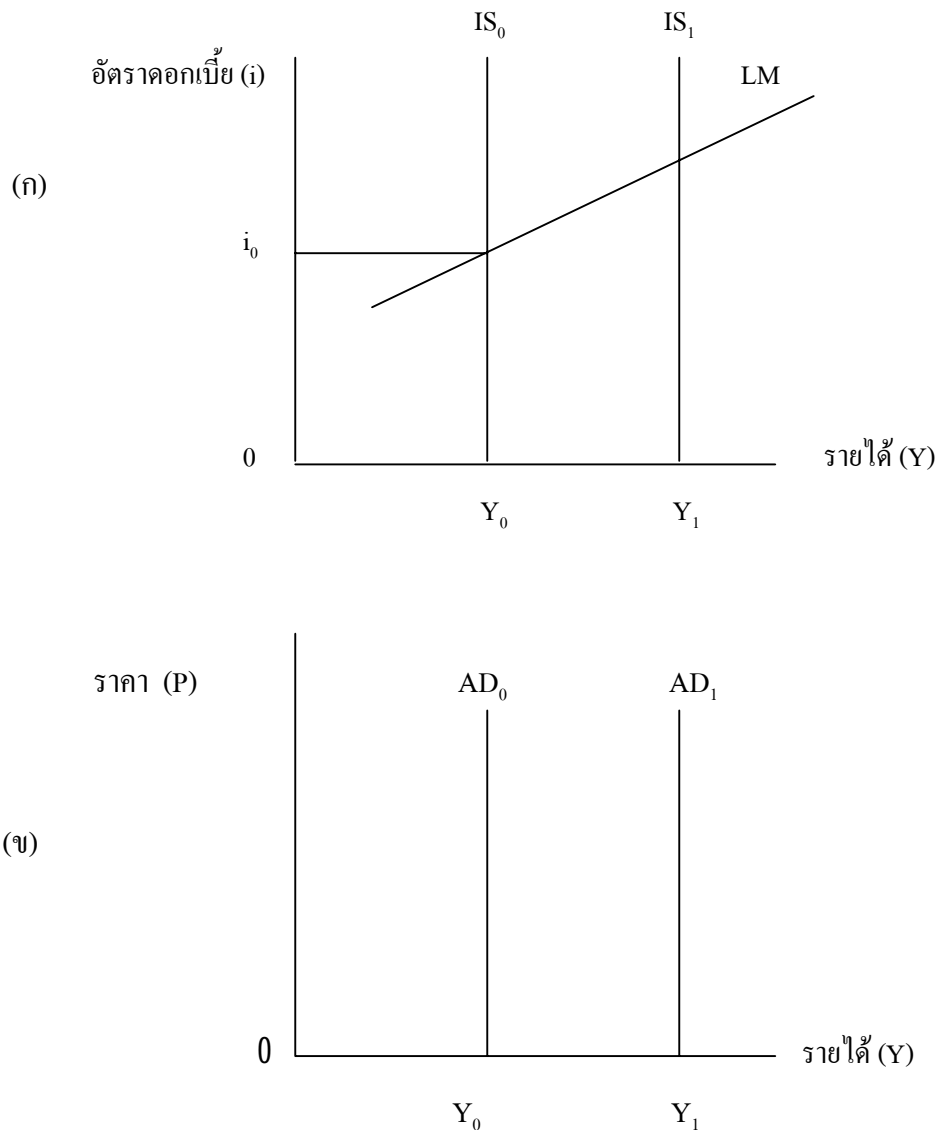 IS₀ IS₁
อัตราดอกเบี้ย (i) LM
(ก)
i₀
0 รายได้ (Y)
Y₀ Y₁
ราคา (P) AD₀ AD₁
(ข)
0 รายได้ (Y)
Y₀ Y₁